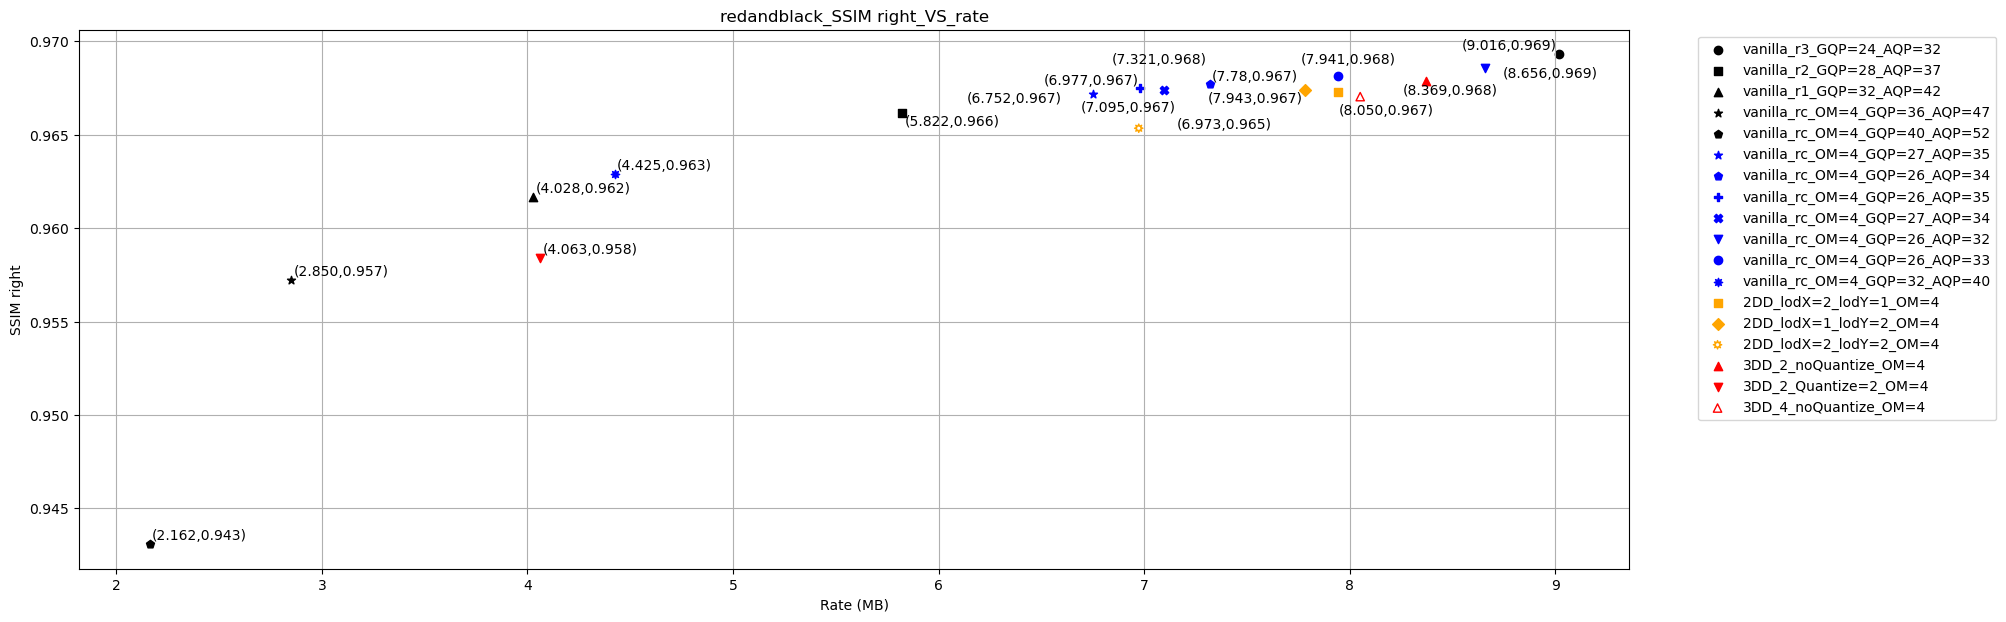 redandblack_SSIM right_VS_rate
0.970
0.965
0.960
0.955
0.950
0.945
SSIM right
(9.016,0.969)
(7.321,0.968)
(7.941,0.968)
(8.656,0.969)
(6.977,0.967)
(7.78,0.967)
(8.369,0.968)
(6.752,0.967)
(7.943,0.967)
(7.095,0.967)
(8.050,0.967)
(5.822,0.966)
(6.973,0.965)
(4.425,0.963)
(4.028,0.962)
(4.063,0.958)
(2.850,0.957)
(2.162,0.943)
2 3 4 5 6 7 8 9
Rate (MB)
vanilla_r3_GQP=24_AQP=32
vanilla_r2_GQP=28_AQP=37
vanilla_r1_GQP=32_AQP=42
vanilla_rc_OM=4_GQP=36_AQP=47
vanilla_rc_OM=4_GQP=40_AQP=52
vanilla_rc_OM=4_GQP=27_AQP=35
vanilla_rc_OM=4_GQP=26_AQP=34
vanilla_rc_OM=4_GQP=26_AQP=35
vanilla_rc_OM=4_GQP=27_AQP=34
vanilla_rc_OM=4_GQP=26_AQP=32
vanilla_rc_OM=4_GQP=26_AQP=33
vanilla_rc_OM=4_GQP=32_AQP=40
2DD_lodX=2_lodY=1_OM=4
2DD_lodX=1_lodY=2_OM=4
2DD_lodX=2_lodY=2_OM=4
3DD_2_noQuantize_OM=4
3DD_2_Quantize=2_OM=4
3DD_4_noQuantize_OM=4